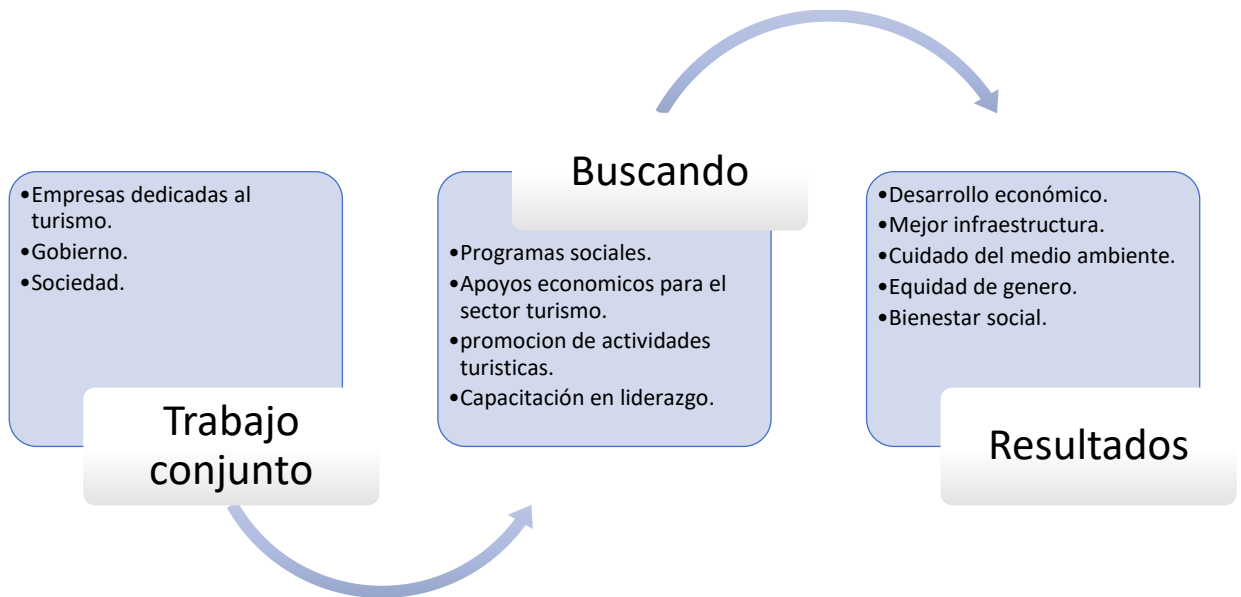 •Empresas dedicadas al
turismo.
•Gobierno.
•Sociedad.
Trabajo
conjunto
Buscando
•Programas sociales.
•Apoyos economicos para el
sector turismo.
•promocion de actividades
turisticas.
•Capacitación en liderazgo.
•Desarrollo económico.
•Mejor infraestructura.
•Cuidado del medio ambiente.
•Equidad de genero.
•Bienestar social.
Resultados